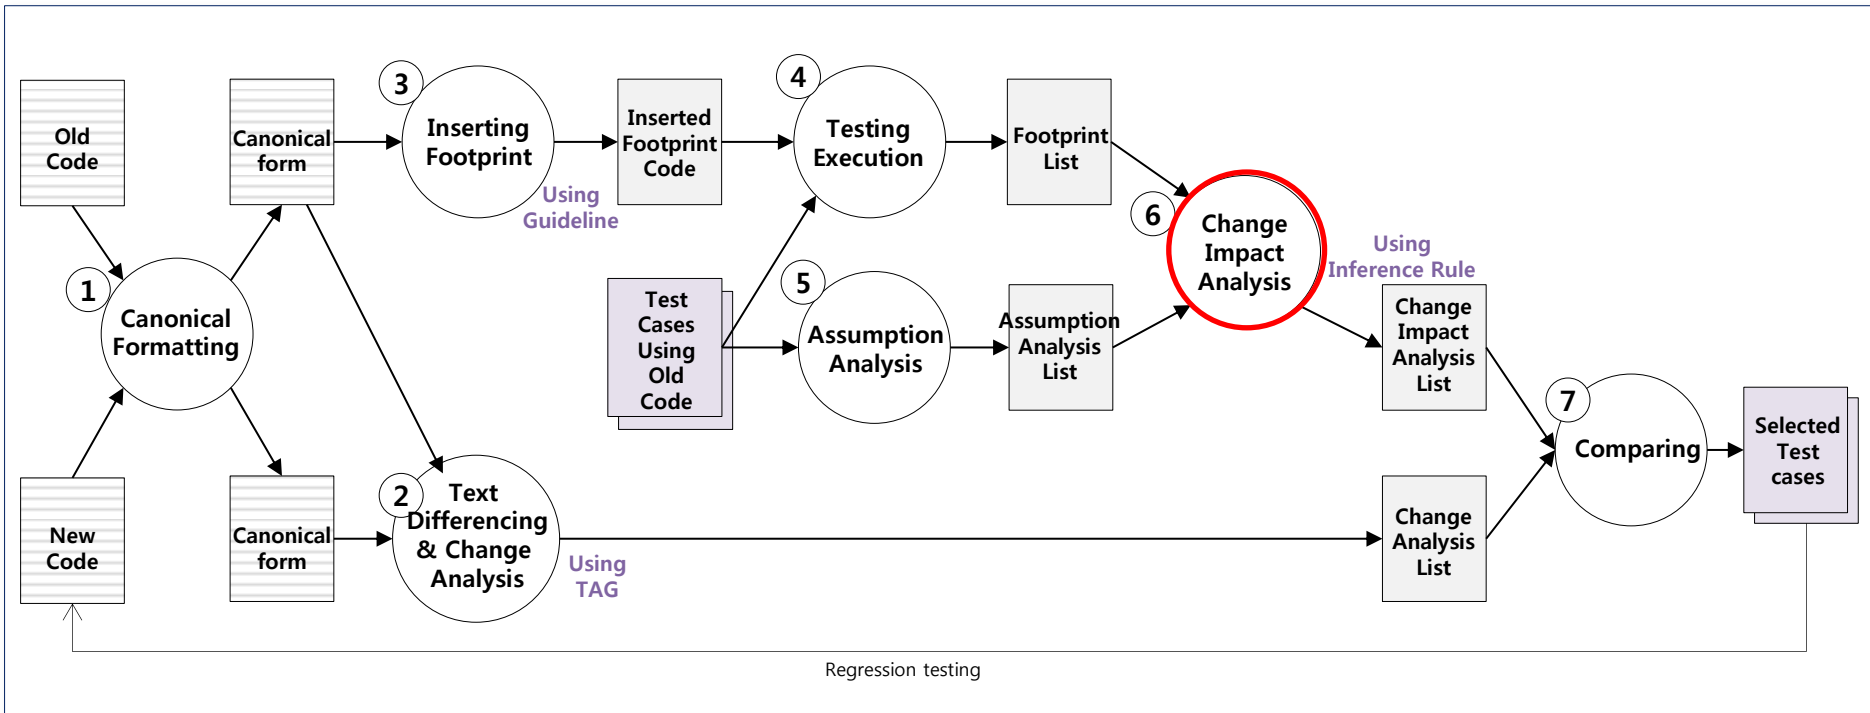 Old
Code
Canonical
form
3
Inserting
Footprint
Using
Guideline
Inserted
Footprint
Code
4
Testing
Execution
Footprint
List
6
Change
Impact
Analysis
Using
Inference Rule
1
Canonical
Formatting
Test
Cases
Using
Old
Code
5
Assumption
Analysis
Assumption
Analysis
List
Change
Impact
Analysis
List
7
Comparing
Selected
Test
cases
New
Code
Canonical
form
2
Text
Differencing
& Change
Analysis
Using
TAG
Change
Analysis
List
Regression testing